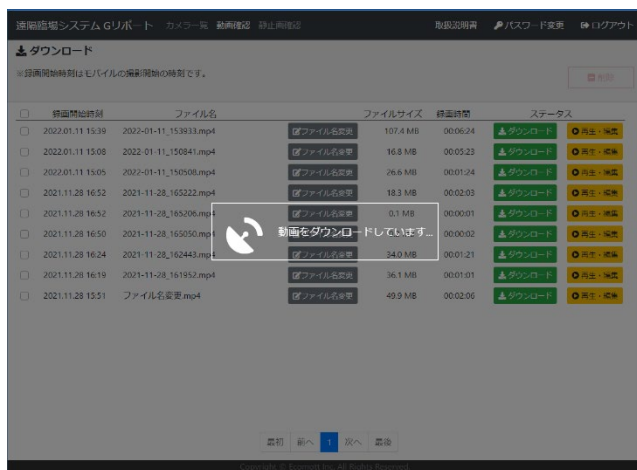 遠隔臨場システム Gリポート カメラ一覧 動画確認 静止画確認 取扱説明書 パスワード変更 ログアウト
ダウンロード
※録画開始時刻はモバイルの撮影開始の時刻です。
削除
録画開始時刻 ファイル名 ファイルサイズ 録画時間 ステータス
2022.01.11 15:39 2022-01-11_153933.mp4 ファイル名変更 107.4 MB 00:06:24 ダウンロード 再生・編集
2022.01.11 15:08 2022-01-11_150841.mp4 ファイル名変更 16.8 MB 00:05:23 ダウンロード 再生・編集
2022.01.11 15:05 2022-01-11_150508.mp4 ファイル名変更 26.6 MB 00:01:24 ダウンロード 再生・編集
2021.11.28 16:52 2021-11-28_165222.mp4 ファイル名変更 18.3 MB 00:02:03 ダウンロード 再生・編集
2021.11.28 16:52 2021-11-28_165206.mp4 ファイル名変更 0.1 MB 00:00:01 ダウンロード 再生・編集
動画をダウンロードしています...
2021.11.28 16:50 2021-11-28_165050.mp4 00:00:02 ダウンロード 再生・編集
2021.11.28 16:24 2021-11-28_162443.mp4 ファイル名変更 34.0 MB 00:01:21 ダウンロード 再生・編集
2021.11.28 16:19 2021-11-28_161952.mp4 ファイル名変更 36.1 MB 00:01:01 ダウンロード 再生・編集
2021.11.28 15:51 ファイル名変更.mp4 ファイル名変更 49.9 MB 00:02:06 ダウンロード 再生・編集
最初 前へ 1 次へ 最後
Copyright © Ecomott Inc. All Rights Reserved.